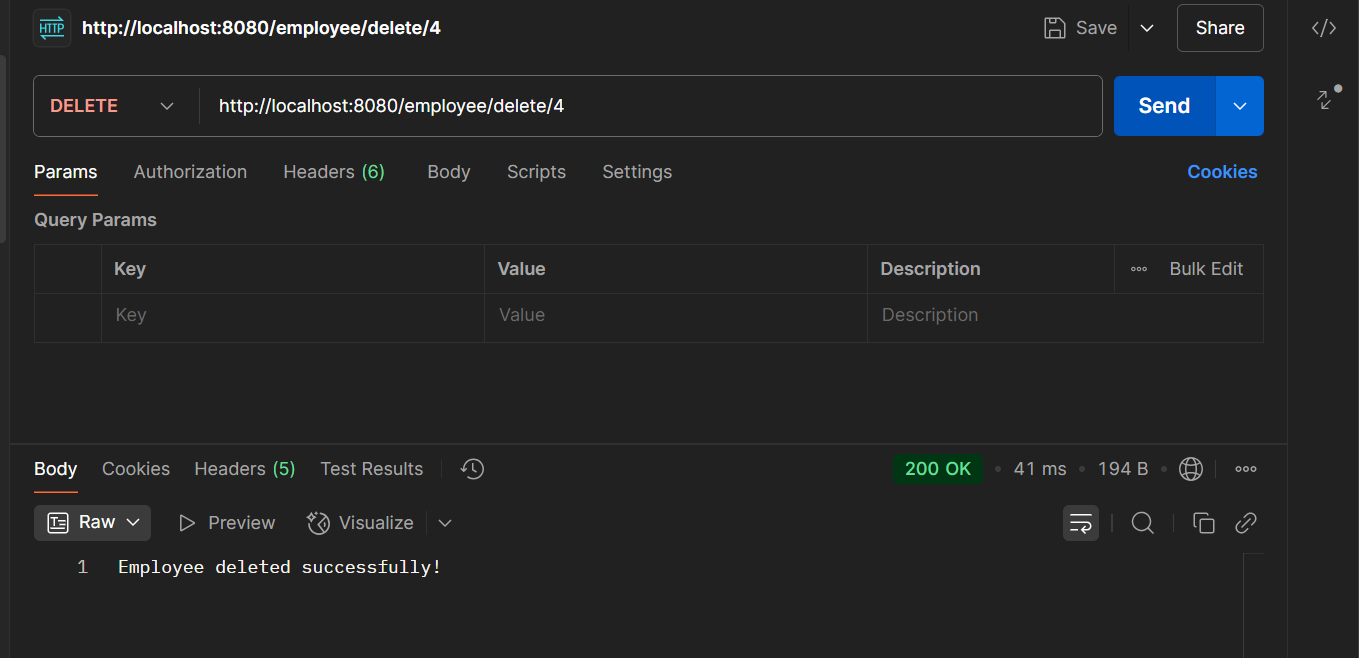 HTTP http://localhost:8080/employee/delete/4 Save Share
DELETE http://localhost:8080/employee/delete/4 Send
Params Authorization Headers (6) Body Scripts Settings Cookies
Query Params
Key Value Description Bulk Edit
Key Value Description
Body Cookies Headers (5) Test Results 200 OK • 41 ms • 194 B •
Raw Preview Visualize
1 Employee deleted successfully!